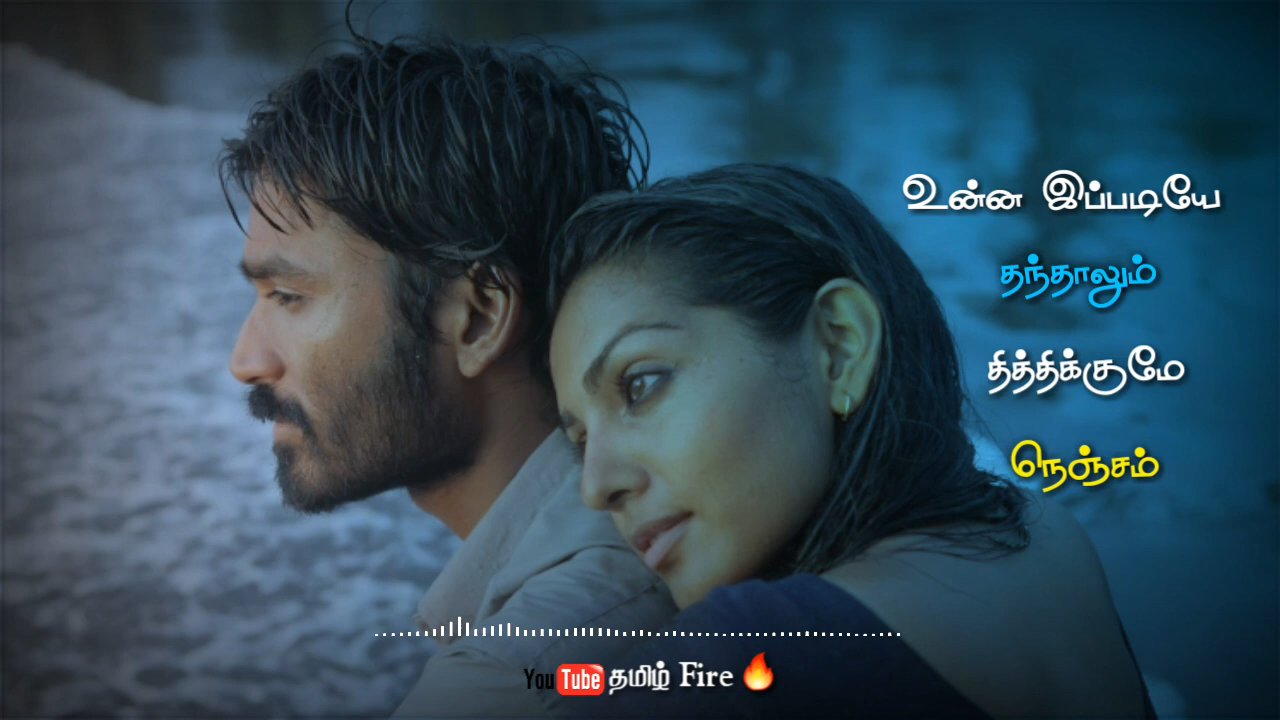 உன்ன இப்படியே
தந்தாலும்
தித்திக்குமே
நெஞ்சம்
YouTube தமிழ் Fire 🔥